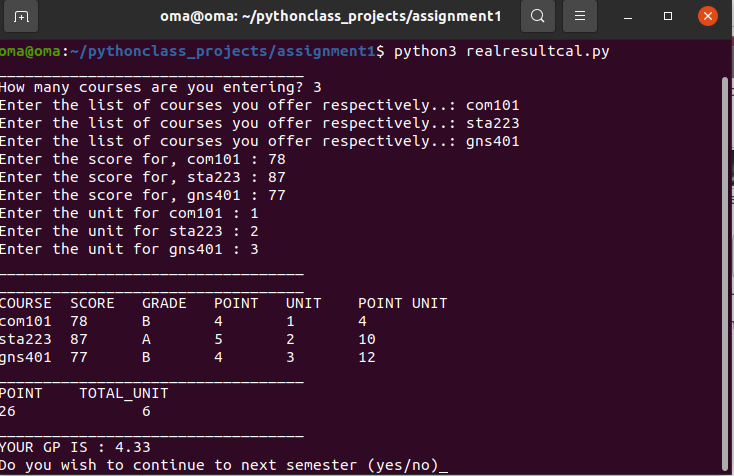 oma@oma: ~/pythonclass_projects/assignment1
oma@oma:~/pythonclass_projects/assignment1$ python3 realresultcal.py
__________________________________
How many courses are you entering? 3
Enter the list of courses you offer respectively..: com101
Enter the list of courses you offer respectively..: sta223
Enter the list of courses you offer respectively..: gns401
Enter the score for, com101 : 78
Enter the score for, sta223 : 87
Enter the score for, gns401 : 77
Enter the unit for com101 : 1
Enter the unit for sta223 : 2
Enter the unit for gns401 : 3
__________________________________
__________________________________
COURSE  SCORE   GRADE   POINT   UNIT    POINT UNIT
com101  78      B       4       1       4
sta223  87      A       5       2       10
gns401  77      B       4       3       12
__________________________________
POINT    TOTAL_UNIT
26              6
__________________________________
YOUR GP IS : 4.33
Do you wish to continue to next semester (yes/no)_